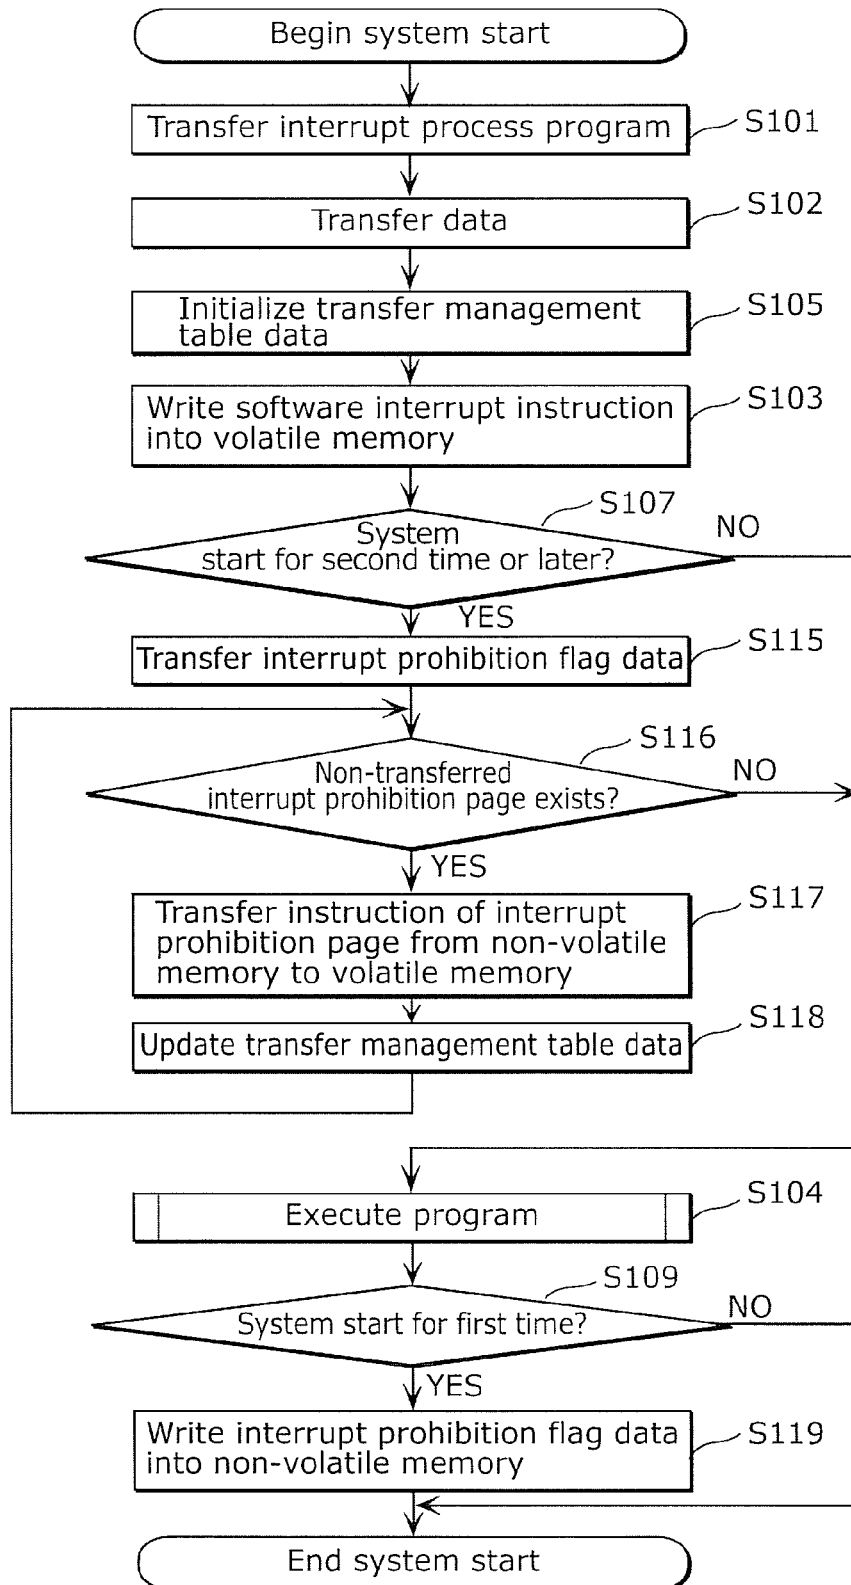 Begin system start
Transfer interrupt process program
S101
Transfer data
S102
Initialize transfer management
table data
S105
Write software interrupt instruction
into volatile memory
S103
S107
System
start for second time or later?
NO
YES
Transfer interrupt prohibition flag data
S115
S116
Non-transferred
interrupt prohibition page exists?
NO
YES
Transfer instruction of interrupt
prohibition page from non-volatile
memory to volatile memory
S117
Update transfer management table data
S118
Execute program
S104
S109
System start for first time?
NO
YES
Write interrupt prohibition flag data
into non-volatile memory
S119
End system start